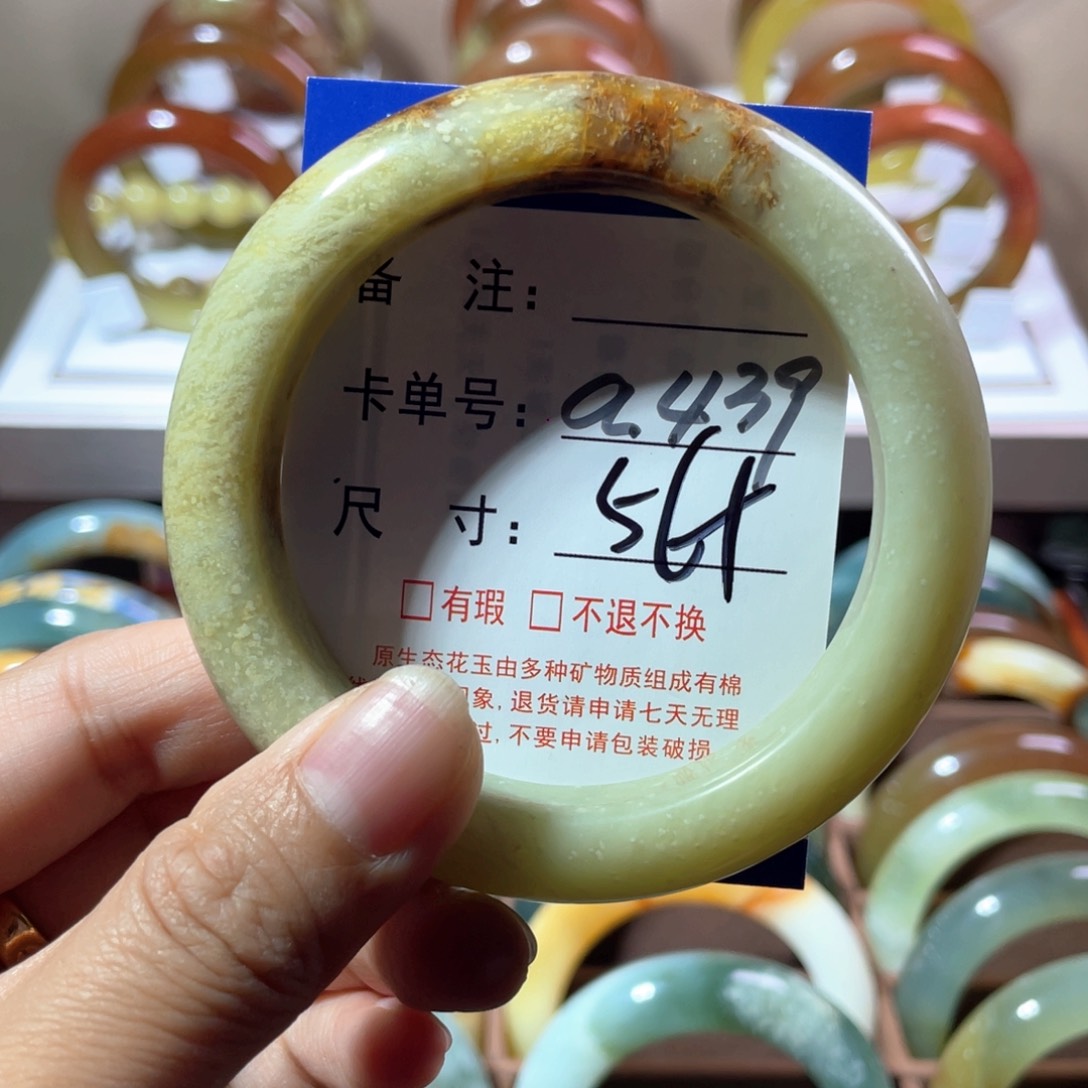 备 注：
卡单号：a.439
尺 寸：
□有瑕 □不退不换
原生态花玉由多种矿物质组成有棉
象，退货请申请七天无理
过，不要申请包装破损